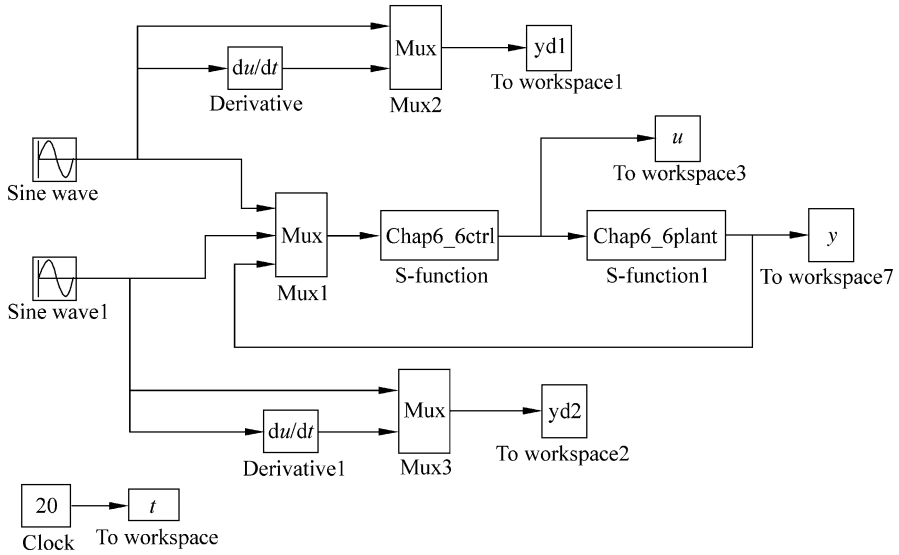 Mux
yd1
du/dt
To workspace1
Derivative
Mux2
u
Sine wave
To workspace3
Mux
Chap6_6ctrl
Chap6_6plant
y
S-function
S-function1
To workspace7
Mux1
Sine wave1
Mux
yd2
du/dt
To workspace2
Derivative1
Mux3
20
t
Clock
To workspace